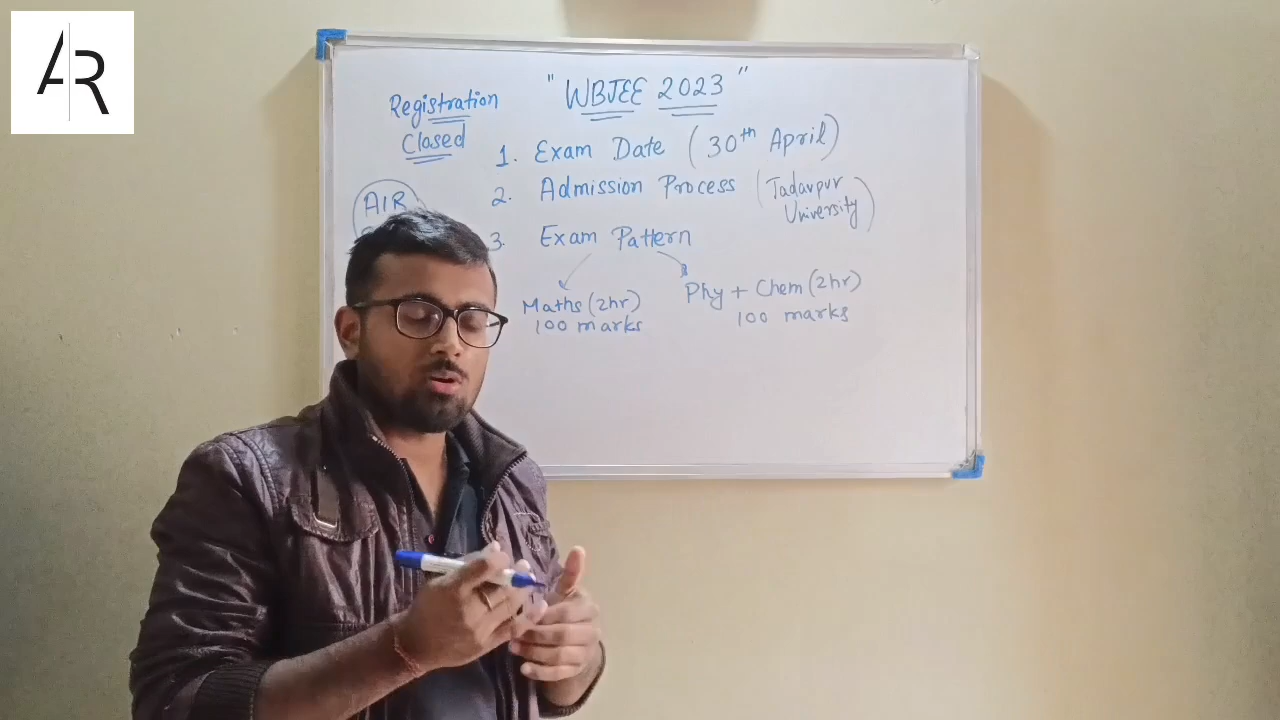 AR
" WBJEE 2023 "
Registration
Closed
1. Exam Date (30th April)
2. Admission Process (Jadavpur
University)
AIR
3. Exam Pattern
Maths (2hr)
100 marks
Phy + Chem (2hr)
100 marks